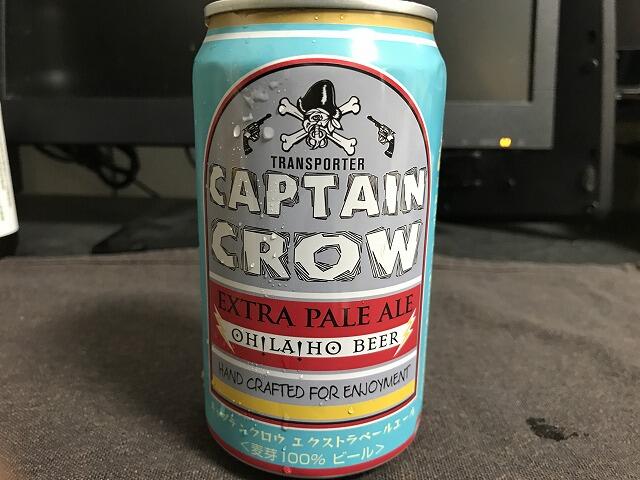 TRANSPORTER
CAPTAIN
CROW
EXTRA PALE ALE
OH!LA!HO BEER
HAND CRAFTED FOR ENJOYMENT
キャプテンクロウ エクストラペールエール
<麦芽100% ビール>